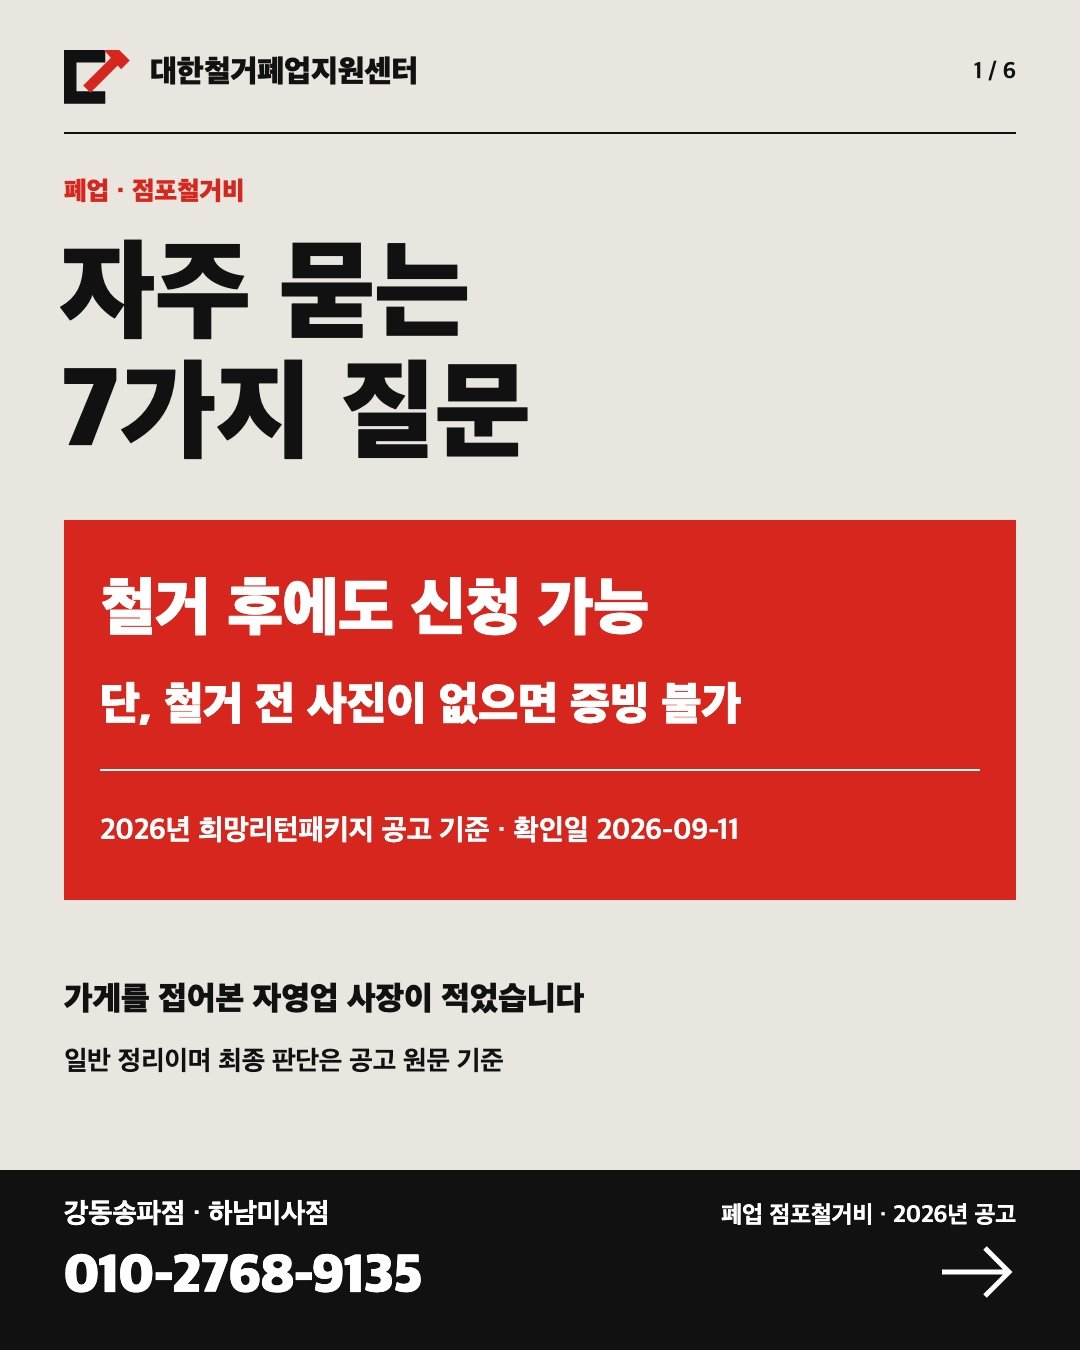 대한철거폐업지원센터
1 / 6
폐업 · 점포철거비
자주 묻는
7가지 질문
철거 후에도 신청 가능
단, 철거 전 사진이 없으면 증빙 불가
2026년 희망리턴패키지 공고 기준 · 확인일 2026-09-11
가게를 접어본 자영업 사장이 적었습니다
일반 정리이며 최종 판단은 공고 원문 기준
강동송파점 · 하남미사점
010-2768-9135
폐업 점포철거비 · 2026년 공고